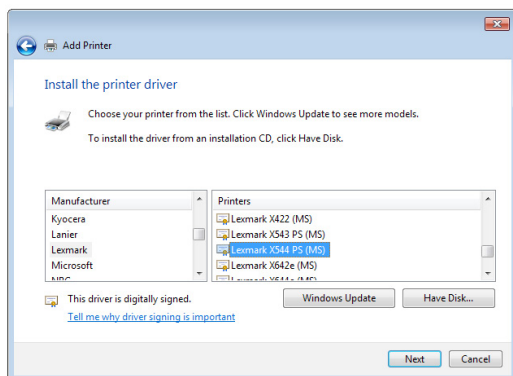 Add Printer
Install the printer driver
Choose your printer from the list. Click Windows Update to see more models.
To install the driver from an installation CD, click Have Disk.
Manufacturer
Kyocera
Lanier
Lexmark
Microsoft
Printers
Lexmark X422 (MS)
Lexmark X543 PS (MS)
Lexmark X544 PS (MS)
Lexmark X642e (MS)
This driver is digitally signed.
Tell me why driver signing is important
Windows Update
Have Disk...
Next
Cancel